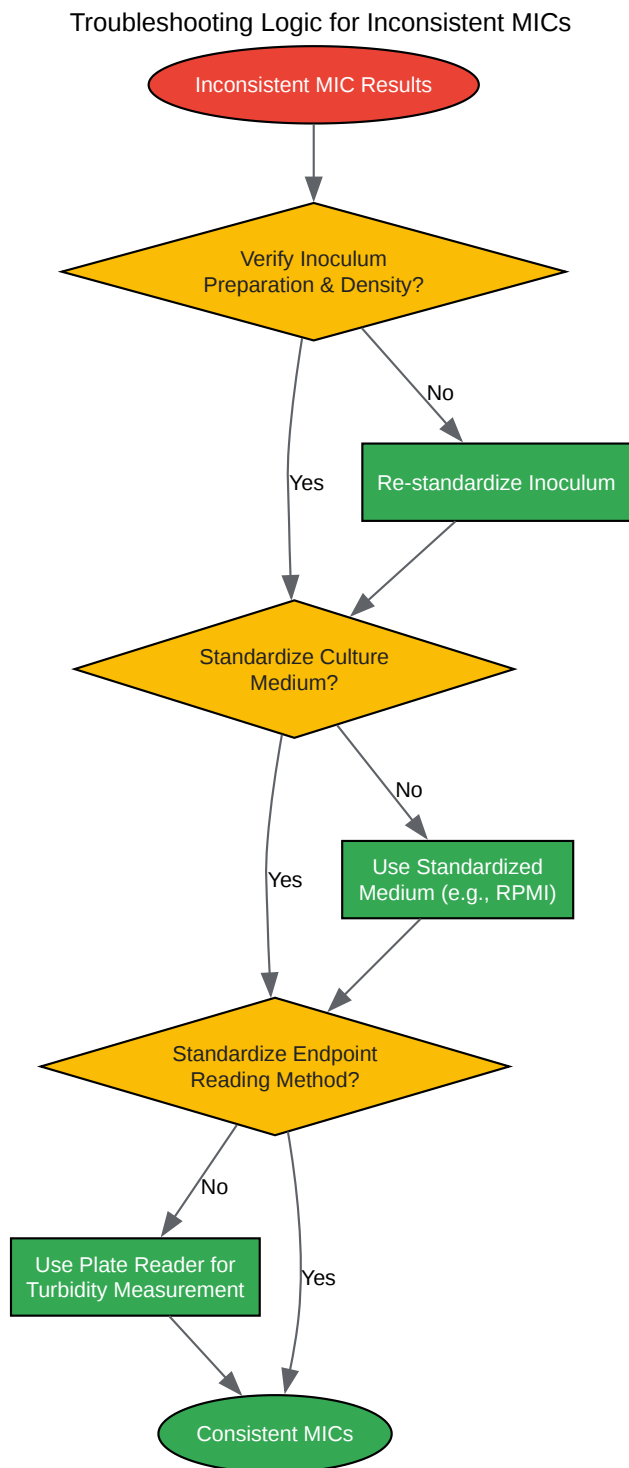 Troubleshooting Logic for Inconsistent MICs
Inconsistent MIC Results
Verify Inoculum
Preparation & Density?
No
Yes
Re-standardize Inoculum
Standardize Culture
Medium?
No
Yes
Use Standardized
Medium (e.g., RPMI)
Standardize Endpoint
Reading Method?
No
Yes
Use Plate Reader for
Turbidity Measurement
Consistent MICs